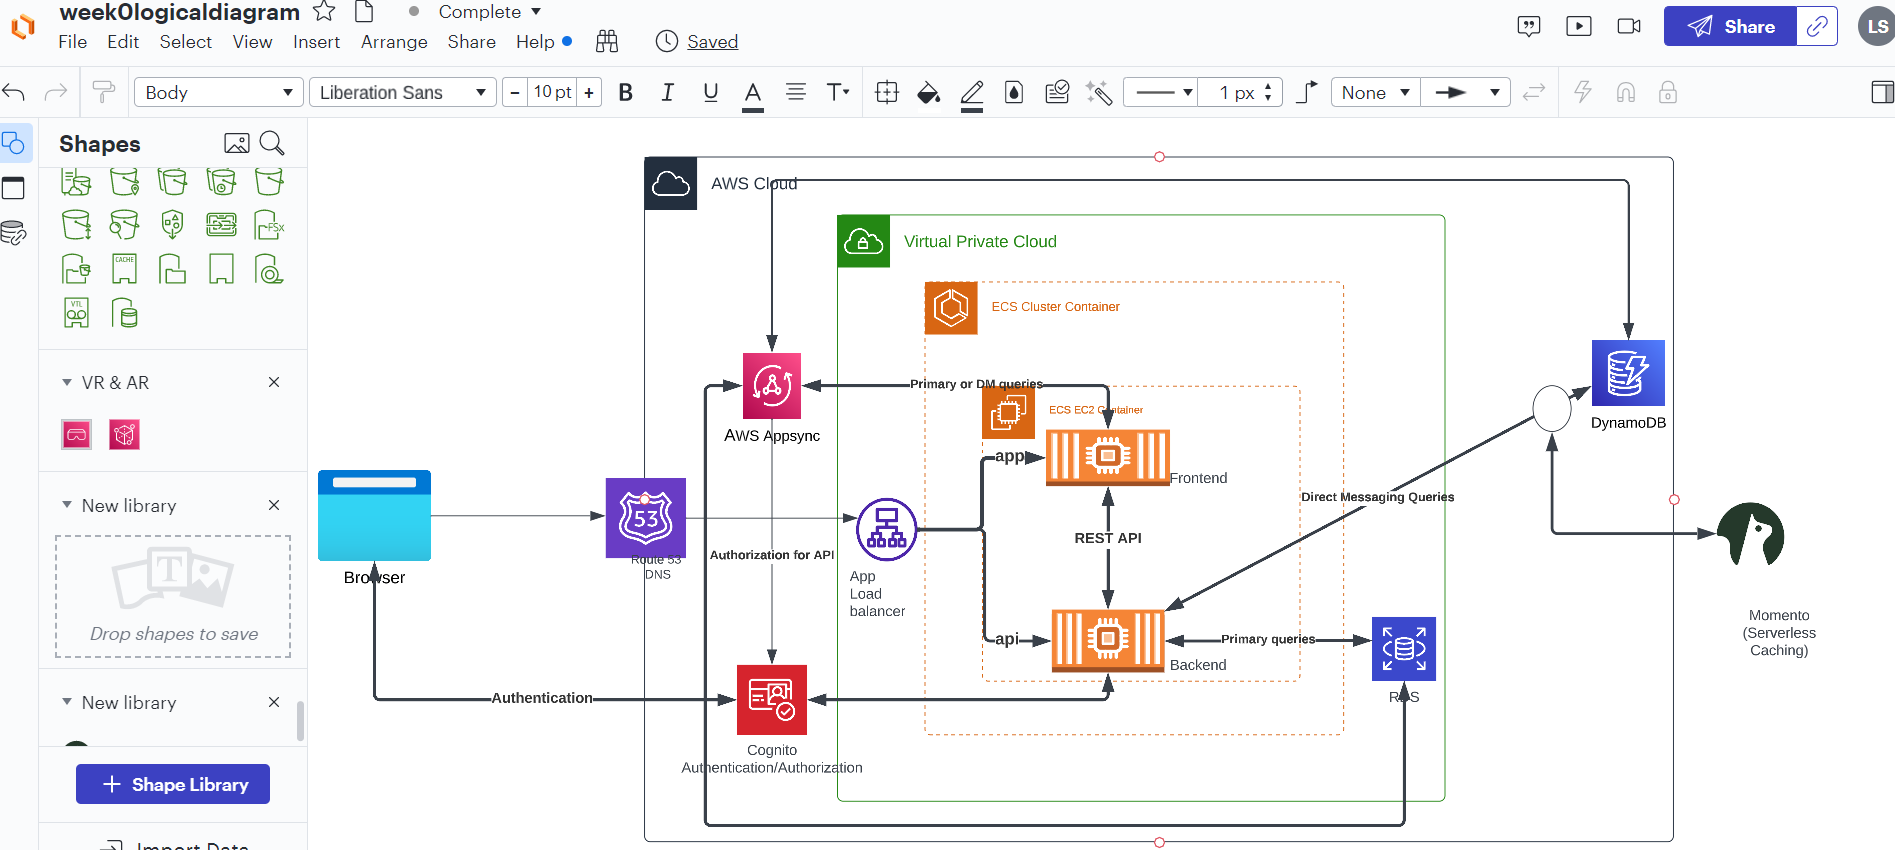 week0logicaldiagram
Complete
File Edit Select View Insert Arrange Share Help
Saved
Share
LS
Body
Liberation Sans
10 pt
B I U A T
1 px
None
Shapes
CACHE
FSx
VTL
VR & AR
New library
T
Drop shapes to save
New library
Shape Library
Import Data
AWS Cloud
Virtual Private Cloud
ECS Cluster Container
Primary or DM queries
ECS EC2 Container
AWS Appsync
DynamoDB
app
Frontend
Direct Messaging Queries
53
Route 53
DNS
Authorization for API
REST API
Browser
App
Load
balancer
Momento
(Serverless
Caching)
api
Primary queries
Backend
RDS
Authentication
Cognito
Authentication/Authorization